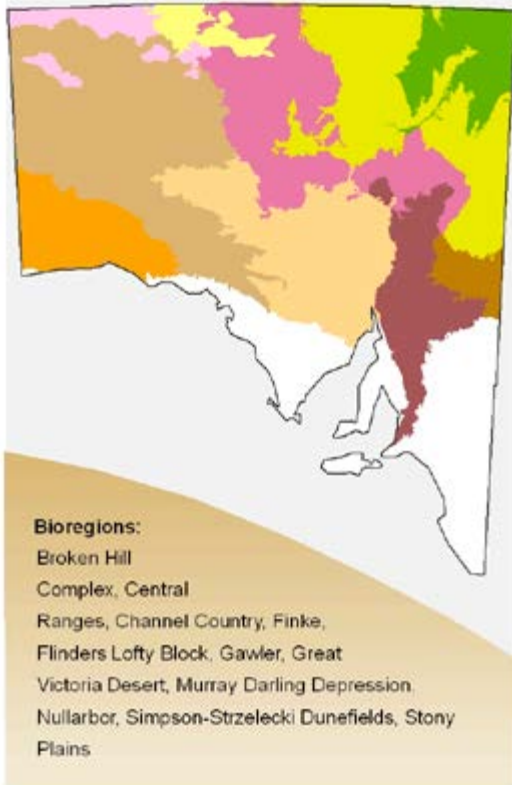 Bioregions:
Broken Hill
Complex, Central
Ranges, Channel Country, Finke,
Flinders Lofty Block, Gawler, Great
Victoria Desert, Murray Darling Depression.
Nullarbor, Simpson-Strzelecki Dunefields, Stony
Plains